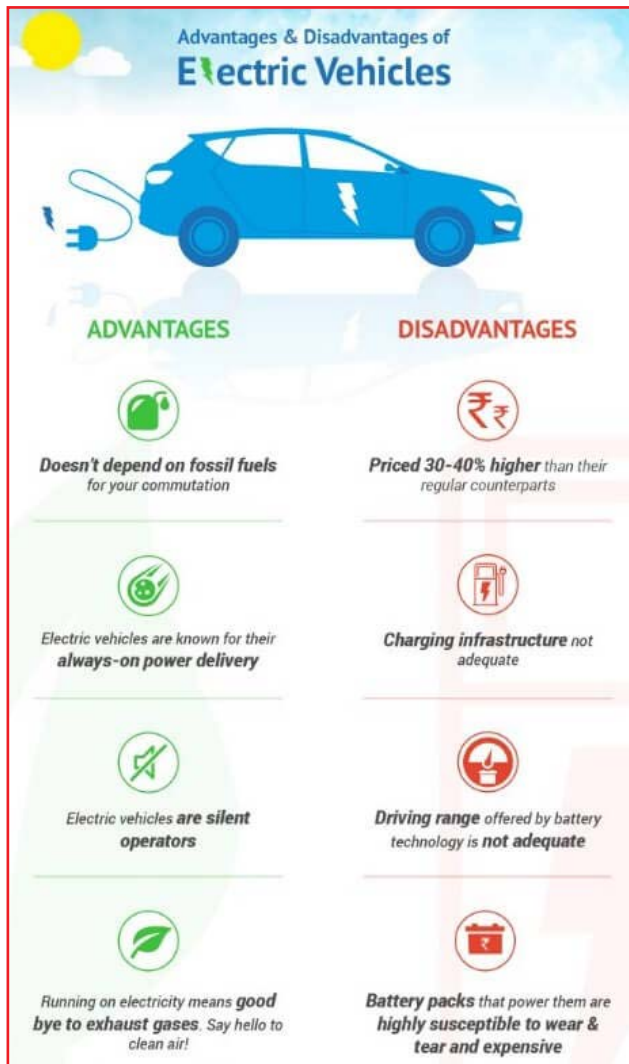 Advantages & Disadvantages of
Electric Vehicles
ADVANTAGES
Doesn't depend on fossil fuels
for your commutation
Electric vehicles are known for their
always-on power delivery
Electric vehicles are silent
operators
Running on electricity means good
bye to exhaust gases. Say hello to
clean air!
DISADVANTAGES
₹₹
Priced 30-40% higher than their
regular counterparts
Charging infrastructure not
adequate
Driving range offered by battery
technology is not adequate
₹
Battery packs that power them are
highly susceptible to wear &
tear and expensive